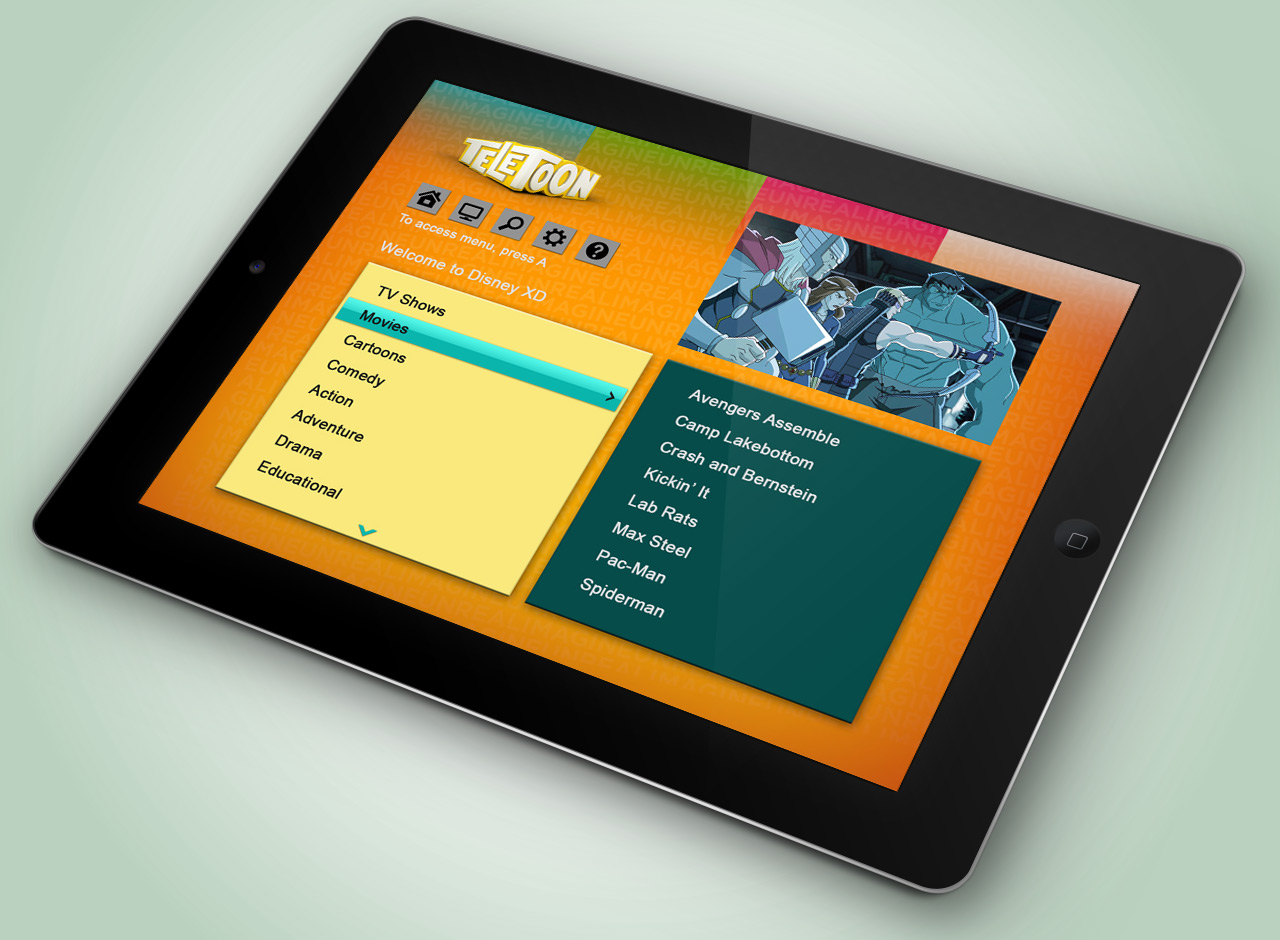 TELETOON
To access menu, press A
Welcome to Disney XD
TV Shows
Movies
Cartoons
Comedy
Action
Adventure
Drama
Educational
Avengers Assemble
Camp Lakebottom
Crash and Bernstein
Kickin' It
Lab Rats
Max Steel
Pac-Man
Spiderman